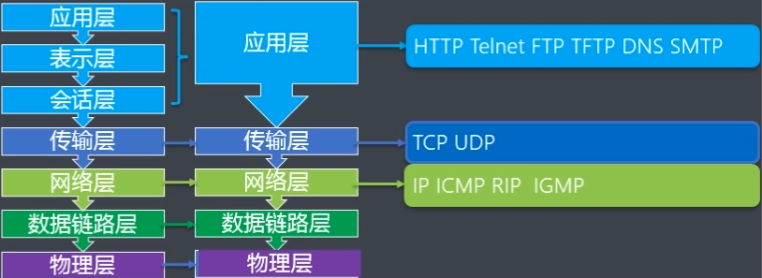 应用层
表示层
会话层
传输层
网络层
数据链路层
物理层
应用层
传输层
网络层
数据链路层
物理层
HTTP Telnet FTP TFTP DNS SMTP
TCP UDP
IP ICMP RIP IGMP